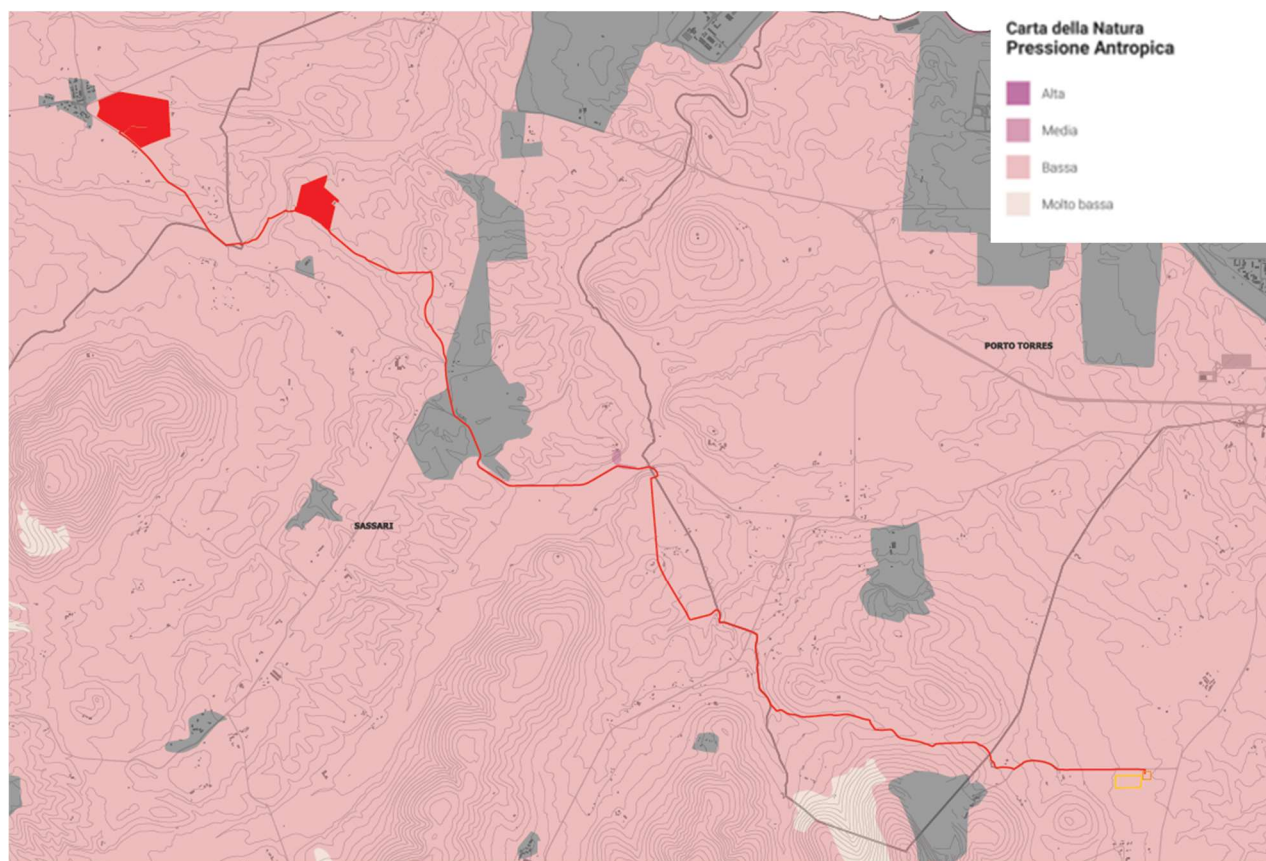 Carta della Natura
Pressione Antropica
Alta
Media
Bassa
Molto bassa
PORTO TORRES
SASSARI